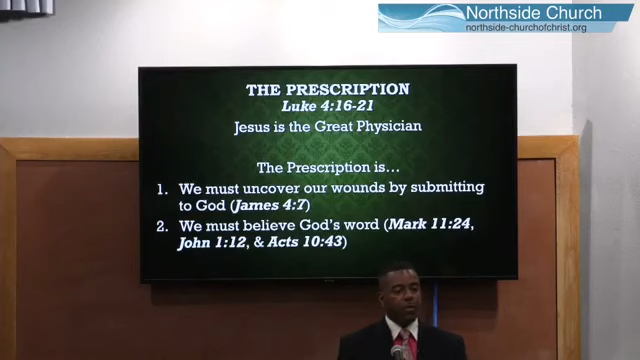 Northside Church
northside-churchofchrist.org
THE PRESCRIPTION
Luke 4:16-21
Jesus is the Great Physician
The Prescription is...
1. We must uncover our wounds by submitting
to God (James 4:7)
2. We must believe God's word (Mark 11:24,
John 1:12, & Acts 10:43)